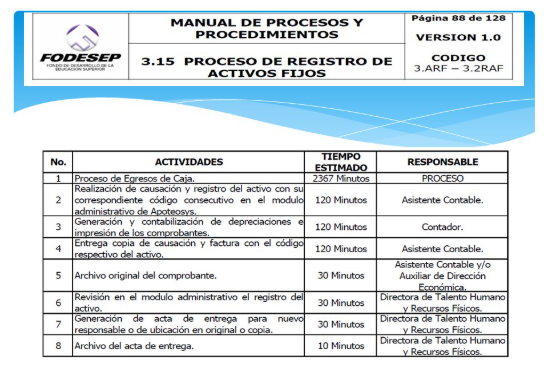 FODESEP
FONDO DE DESARROLLO DE LA
EDUCACIÓN SUPERIOR
MANUAL DE PROCESOS Y
PROCEDIMIENTOS
3.15 PROCESO DE REGISTRO DE
ACTIVOS FIJOS
Página 88 de 128
VERSION 1.0
CODIGO
3.ARF – 3.2RAF
No. ACTIVIDADES TIEMPO ESTIMADO RESPONSABLE
1 Proceso de Egresos de Caja. 2367 Minutos PROCESO
2 Realización de causación y registro del activo con su
correspondiente código consecutivo en el modulo
administrativo de Apoteosys. 120 Minutos Asistente Contable.
3 Generación y contabilización de depreciaciones e
impresión de los comprobantes. 120 Minutos Contador.
4 Entrega copia de causación y factura con el código
respectivo del activo. 120 Minutos Asistente Contable.
5 Archivo original del comprobante. 30 Minutos Asistente Contable y/o
Auxiliar de Dirección
Económica.
6 Revisión en el modulo administrativo el registro del
activo. 30 Minutos Directora de Talento Humano
y Recursos Físicos.
7 Generación de acta de entrega para nuevo
responsable o de ubicación en original o copia. 30 Minutos Directora de Talento Humano
y Recursos Físicos.
8 Archivo del acta de entrega. 10 Minutos Directora de Talento Humano
y Recursos Físicos.